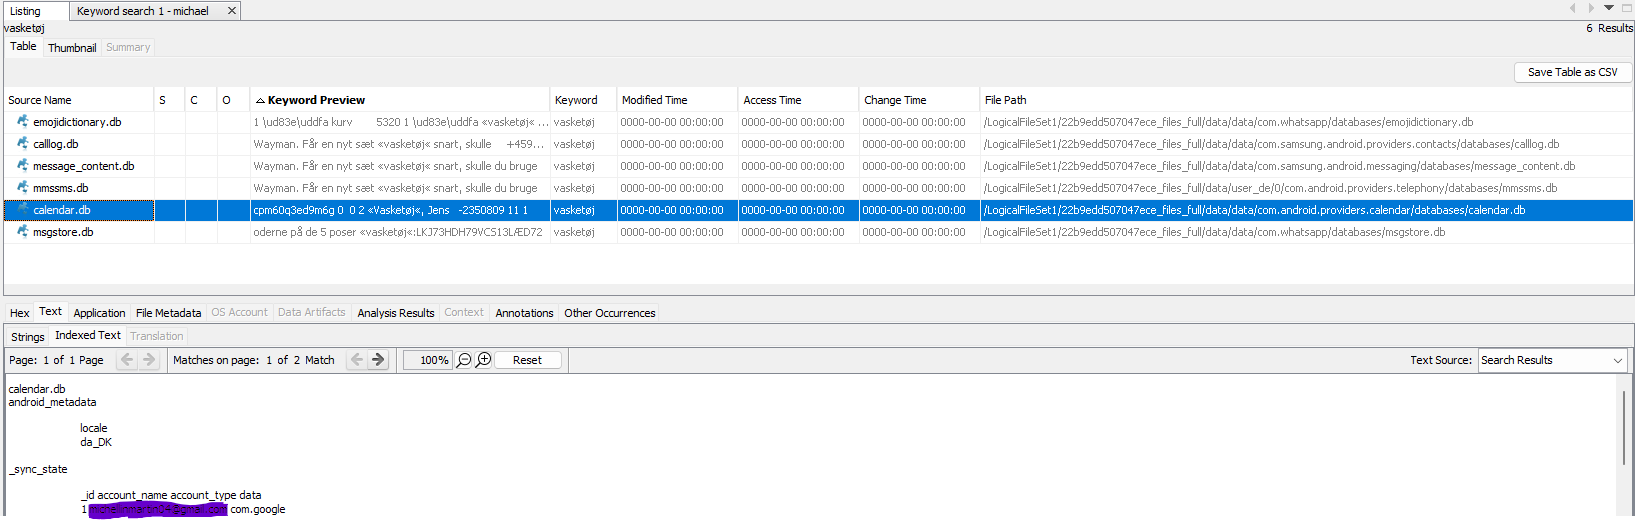 Listing Keyword search 1 - michael
vasketøj 6 Results
Table Thumbnail Summary
Save Table as CSV
Source Name S C O Keyword Preview Keyword Modified Time Access Time Change Time File Path
emojidictionary.db 1 \ud83e\uddfa kurv 5320 1 \ud83e\uddfa «vasketøj« ... vasketøj 0000-00-00 00:00:00 0000-00-00 00:00:00 0000-00-00 00:00:00 /LogicalFileSet1/22b9edd507047ece_files_full/data/data/com.whatsapp/databases/emojidictionary.db
calllog.db Wayman. Får en nyt sæt «vasketøj« snart, skulle +459... vasketøj 0000-00-00 00:00:00 0000-00-00 00:00:00 0000-00-00 00:00:00 /LogicalFileSet1/22b9edd507047ece_files_full/data/data/com.samsung.android.providers.contacts/databases/calllog.db
message_content.db Wayman. Får en nyt sæt «vasketøj« snart, skulle du bruge vasketøj 0000-00-00 00:00:00 0000-00-00 00:00:00 0000-00-00 00:00:00 /LogicalFileSet1/22b9edd507047ece_files_full/data/data/com.samsung.android.messaging/databases/message_content.db
mmssms.db Wayman. Får en nyt sæt «vasketøj« snart, skulle du bruge vasketøj 0000-00-00 00:00:00 0000-00-00 00:00:00 0000-00-00 00:00:00 /LogicalFileSet1/22b9edd507047ece_files_full/data/user_de/0/com.android.providers.telephony/databases/mmssms.db
calendar.db cpm60q3ed9m6g 0 0 2 «Vasketøj«, Jens -2350809 11 1 vasketøj 0000-00-00 00:00:00 0000-00-00 00:00:00 0000-00-00 00:00:00 /LogicalFileSet1/22b9edd507047ece_files_full/data/data/com.android.providers.calendar/databases/calendar.db
msgstore.db oderne på de 5 poser «vasketøj«:LKJ73HDH79VCS13LÆD72 vasketøj 0000-00-00 00:00:00 0000-00-00 00:00:00 0000-00-00 00:00:00 /LogicalFileSet1/22b9edd507047ece_files_full/data/data/com.whatsapp/databases/msgstore.db
Hex Text Application File Metadata OS Account Data Artifacts Analysis Results Context Annotations Other Occurrences
Strings Indexed Text Translation
Page: 1 of 1 Page Matches on page: 1 of 2 Match 100% Reset Text Source: Search Results
calendar.db
android_metadata
locale
da_DK
_sync_state
_id account_name account_type data
1 com.google